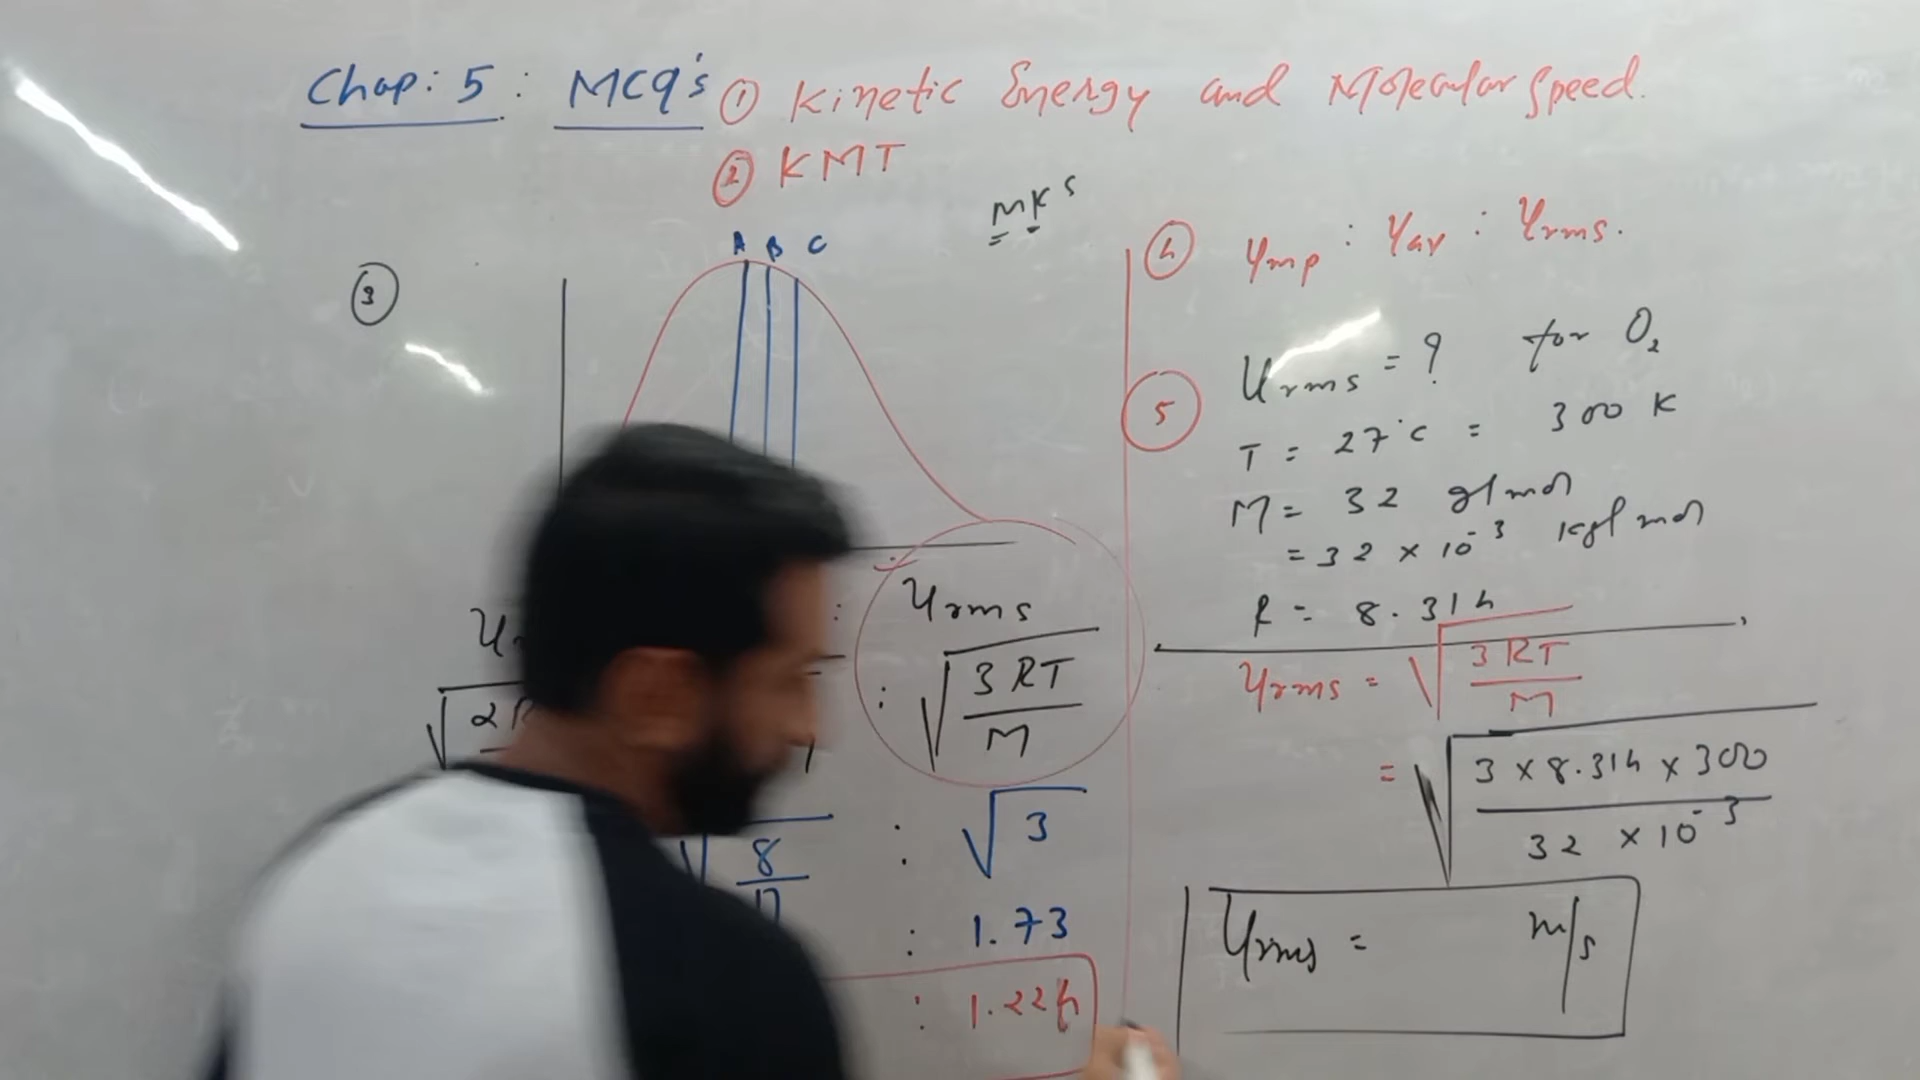 Chap: 5 : MCQ's ① Kinetic Energy and Molecular Speed.
② KMT
MKS
A B C
③
④ Ump : Uav : Urms.
⑤ Urms = ? for O₂
T = 27°C = 300 K
M = 32 g/mol
= 32 × 10⁻³ kg/mol
R = 8.314
Urms = √ 3RT
M
= √ 3 × 8.314 × 300
32 × 10⁻³
Urms = m/s
: Urms
: √ 3RT
M
√ 8 : √3
π
: 1.73
: 1.224